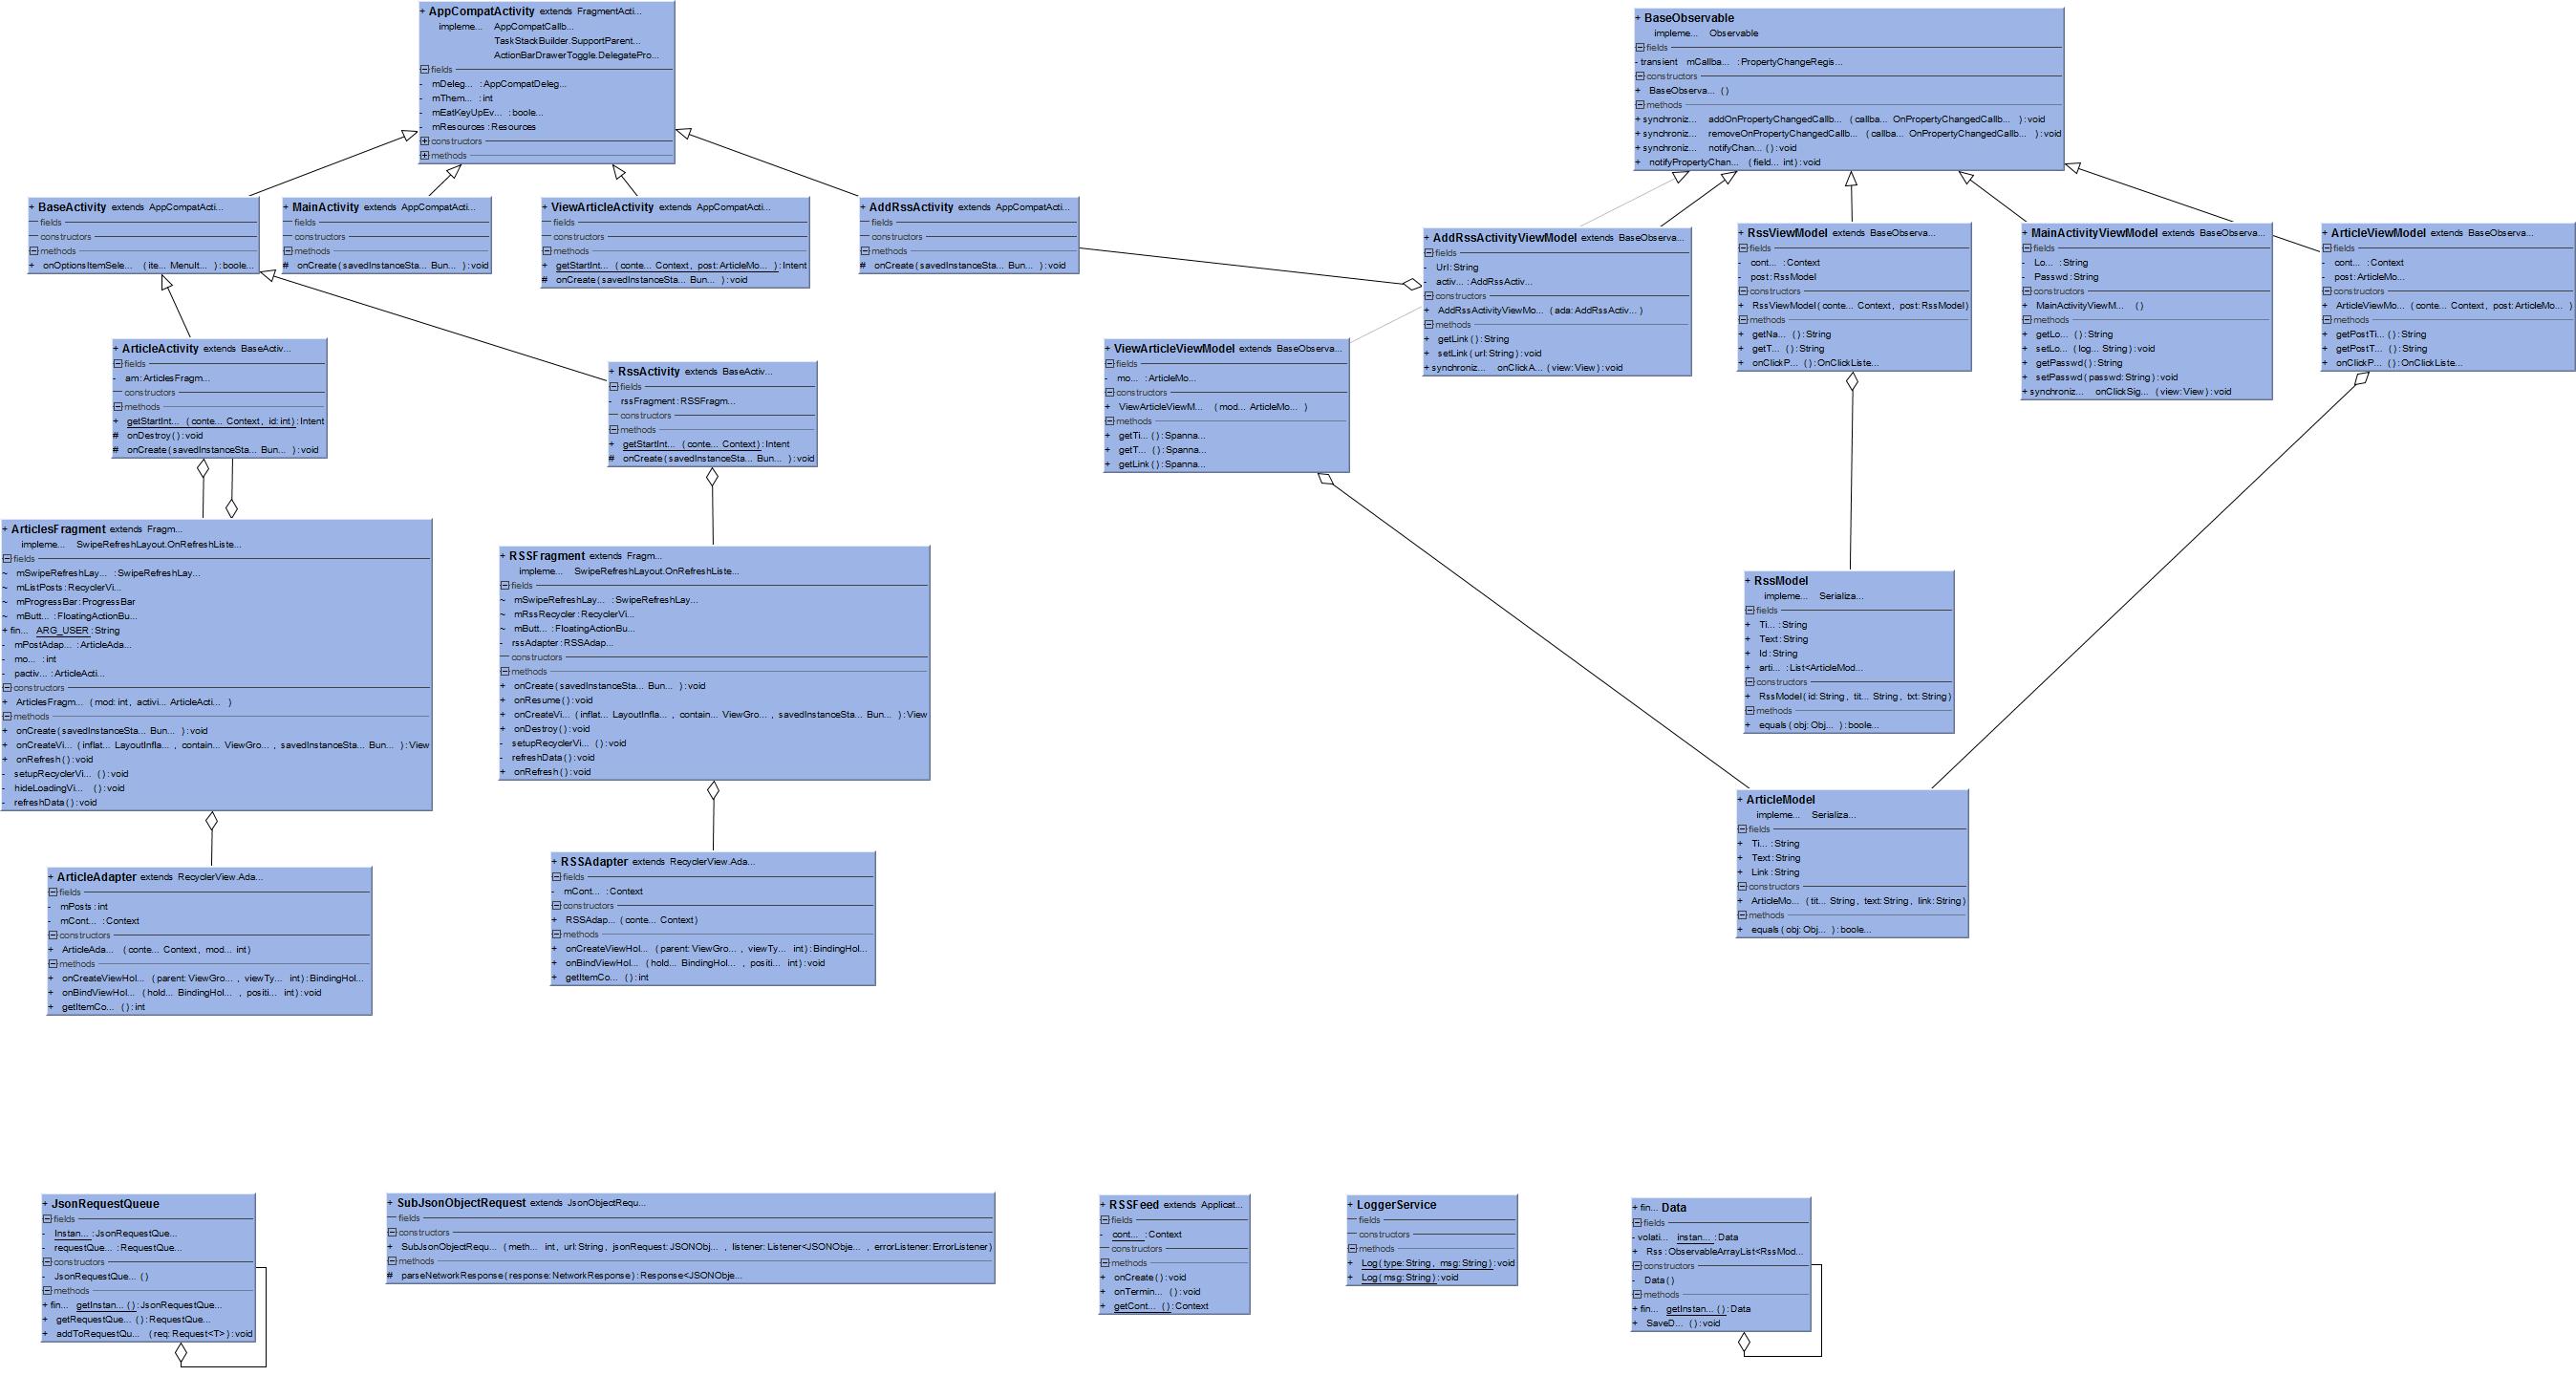 + AppCompatActivity extends FragmentActi...
impleme... AppCompatCallb...
TaskStackBuilder.SupportParent...
ActionBarDrawerToggle.DelegatePro...
fields
- mDeleg... : AppCompatDeleg...
- mThem... : int
- mEatKeyUpEv... : boole...
- mResources : Resources
constructors
methods
+ BaseObservable
impleme... Observable
fields
- transient mCallba... : PropertyChangeRegis...
constructors
+ BaseObserva... ()
methods
+ synchroniz... addOnPropertyChangedCallb... (callba... OnPropertyChangedCallb... ) : void
+ synchroniz... removeOnPropertyChangedCallb... (callba... OnPropertyChangedCallb... ) : void
+ synchroniz... notifyChan... () : void
+ notifyPropertyChan... (field... int) : void
+ BaseActivity extends AppCompatActi...
fields
constructors
methods
+ onOptionsItemSele... (ite... MenuIt... ) : boole...
+ MainActivity extends AppCompatActi...
fields
constructors
methods
# onCreate (savedInstanceSta... Bun... ) : void
+ ViewArticleActivity extends AppCompatActi...
fields
constructors
methods
+ getStartInt... (conte... Context, post: ArticleMo... ) : Intent
# onCreate (savedInstanceSta... Bun... ) : void
+ AddRssActivity extends AppCompatActi...
fields
constructors
methods
# onCreate (savedInstanceSta... Bun... ) : void
+ AddRssActivityViewModel extends BaseObserva...
fields
- Url : String
- activ... : AddRssActiv...
constructors
+ AddRssActivityViewMo... (ada: AddRssActiv... )
methods
+ getLink () : String
+ setLink (url: String) : void
+ synchroniz... onClickA... (view: View) : void
+ RssViewModel extends BaseObserva...
fields
- cont... : Context
- post : RssModel
constructors
+ RssViewModel (conte... Context, post: RssModel)
methods
+ getNa... () : String
+ getT... () : String
+ onClickP... () : OnClickListe...
+ MainActivityViewModel extends BaseObserva...
fields
- Lo... : String
- Passwd : String
constructors
+ MainActivityViewM... ()
methods
+ getLo... () : String
+ setLo... (log... String) : void
+ getPasswd () : String
+ setPasswd (passwd: String) : void
+ synchroniz... onClickSig... (view: View) : void
+ ArticleViewModel extends BaseObserva...
fields
- cont... : Context
- post : ArticleMo...
constructors
+ ArticleViewMo... (conte... Context, post: ArticleMo... )
methods
+ getPostTi... () : String
+ getPostT... () : String
+ onClickP... () : OnClickListe...
+ ArticleActivity extends BaseActiv...
fields
- am : ArticlesFragm...
constructors
methods
+ getStartInt... (conte... Context, id: int) : Intent
# onDestroy () : void
# onCreate (savedInstanceSta... Bun... ) : void
+ RssActivity extends BaseActiv...
fields
- rssFragment : RSSFragm...
constructors
methods
+ getStartInt... (conte... Context) : Intent
# onCreate (savedInstanceSta... Bun... ) : void
+ ViewArticleViewModel extends BaseObserva...
fields
- mo... : ArticleMo...
constructors
+ ViewArticleViewM... (mod... ArticleMo... )
methods
+ getTi... () : Spanna...
+ getT... () : Spanna...
+ getLink () : Spanna...
+ ArticlesFragment extends Fragm...
impleme... SwipeRefreshLayout.OnRefreshListe...
fields
~ mSwipeRefreshLay... : SwipeRefreshLay...
~ mListPosts : RecyclerVi...
~ mProgressBar : ProgressBar
~ mButt... : FloatingActionBu...
+ fin... ARG_USER : String
- mPostAdap... : ArticleAda...
- mo... : int
- pactiv... : ArticleActi...
constructors
+ ArticlesFragm... (mod: int, activi... ArticleActi... )
methods
+ onCreate (savedInstanceSta... Bun... ) : void
+ onCreateVi... (inflat... LayoutInfla... , contain... ViewGro... , savedInstanceSta... Bun... ) : View
+ onRefresh () : void
- setupRecyclerVi... () : void
- hideLoadingVi... () : void
- refreshData () : void
+ RSSFragment extends Fragm...
impleme... SwipeRefreshLayout.OnRefreshListe...
fields
~ mSwipeRefreshLay... : SwipeRefreshLay...
~ mRssRecycler : RecyclerVi...
~ mButt... : FloatingActionBu...
- rssAdapter : RSSAdap...
constructors
methods
+ onCreate (savedInstanceSta... Bun... ) : void
+ onResume () : void
+ onCreateVi... (inflat... LayoutInfla... , contain... ViewGro... , savedInstanceSta... Bun... ) : View
+ onDestroy () : void
- setupRecyclerVi... () : void
- refreshData () : void
+ onRefresh () : void
+ RssModel
impleme... Serializa...
fields
+ Ti... : String
+ Text : String
+ Id : String
+ arti... : List<ArticleMod...
constructors
+ RssModel (id: String, tit... String, txt: String)
methods
+ equals (obj: Obj... ) : boole...
+ ArticleModel
impleme... Serializa...
fields
+ Ti... : String
+ Text : String
+ Link : String
constructors
+ ArticleMo... (tit... String, text: String, link: String)
methods
+ equals (obj: Obj... ) : boole...
+ ArticleAdapter extends RecyclerView.Ada...
fields
- mPosts : int
- mCont... : Context
constructors
+ ArticleAda... (conte... Context, mod... int)
methods
+ onCreateViewHol... (parent: ViewGro... , viewTy... int) : BindingHol...
+ onBindViewHol... (hold... BindingHol... , positi... int) : void
+ getItemCo... () : int
+ RSSAdapter extends RecyclerView.Ada...
fields
- mCont... : Context
constructors
+ RSSAdap... (conte... Context)
methods
+ onCreateViewHol... (parent: ViewGro... , viewTy... int) : BindingHol...
+ onBindViewHol... (hold... BindingHol... , positi... int) : void
+ getItemCo... () : int
+ JsonRequestQueue
fields
- Instan... : JsonRequestQue...
- requestQue... : RequestQue...
constructors
- JsonRequestQue... ()
methods
+ fin... getInstan... () : JsonRequestQue...
+ getRequestQue... () : RequestQue...
+ addToRequestQu... (req: Request<T>) : void
+ SubJsonObjectRequest extends JsonObjectRequ...
fields
constructors
+ SubJsonObjectRequ... (meth... int, url: String, jsonRequest: JSONObj... , listener: Listener<JSONObje... , errorListener: ErrorListener)
methods
# parseNetworkResponse (response: NetworkResponse) : Response<JSONObje...
+ RSSFeed extends Applicat...
fields
- cont... : Context
constructors
methods
+ onCreate () : void
+ onTermin... () : void
+ getCont... () : Context
+ LoggerService
fields
constructors
methods
+ Log (type: String, msg: String) : void
+ Log (msg: String) : void
+ fin... Data
fields
- volati... instan... : Data
+ Rss : ObservableArrayList<RssMod...
constructors
- Data ()
methods
+ fin... getInstan... () : Data
+ SaveD... () : void